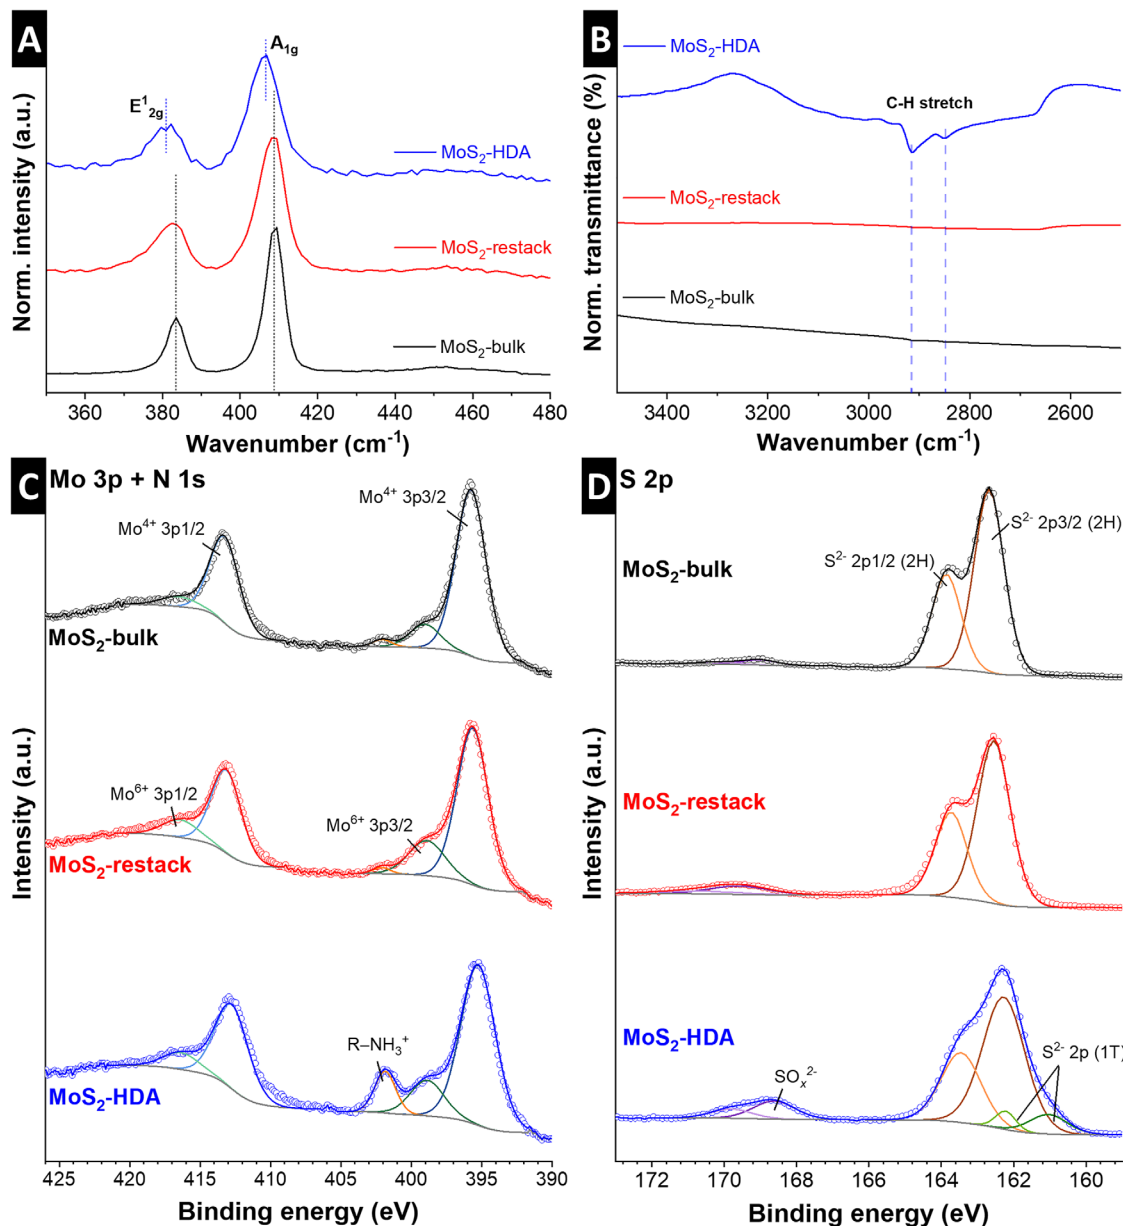 A
Norm. intensity (a.u.)
E¹₂g
A₁g
MoS₂-HDA
MoS₂-restack
MoS₂-bulk
360 380 400 420 440 460 480
Wavenumber (cm⁻¹)
B
Norm. transmittance (%)
MoS₂-HDA
C-H stretch
MoS₂-restack
MoS₂-bulk
3400 3200 3000 2800 2600
Wavenumber (cm⁻¹)
C
Mo 3p + N 1s
Intensity (a.u.)
Mo⁴⁺ 3p1/2
Mo⁴⁺ 3p3/2
MoS₂-bulk
Mo⁶⁺ 3p1/2
Mo⁶⁺ 3p3/2
MoS₂-restack
R–NH₃⁺
MoS₂-HDA
425 420 415 410 405 400 395 390
Binding energy (eV)
D
S 2p
Intensity (a.u.)
S²⁻ 2p3/2 (2H)
S²⁻ 2p1/2 (2H)
MoS₂-bulk
MoS₂-restack
MoS₂-HDA
S²⁻ 2p (1T)
SOₓ²⁻
172 170 168 166 164 162 160
Binding energy (eV)